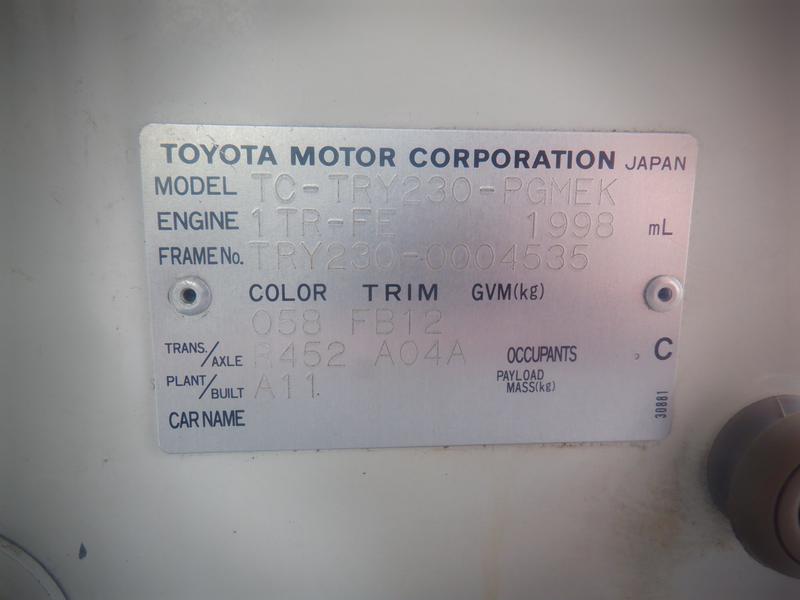 TOYOTA MOTOR CORPORATION JAPAN
MODEL TC-TRY230-PGMEK
ENGINE 1TR-FE 1998 mL
FRAME No. TRY230-0004535
COLOR TRIM GVM(kg)
058 FB12
TRANS./AXLE R452 A04A OCCUPANTS C
PLANT/BUILT A11 PAYLOAD MASS(kg)
CAR NAME
30881